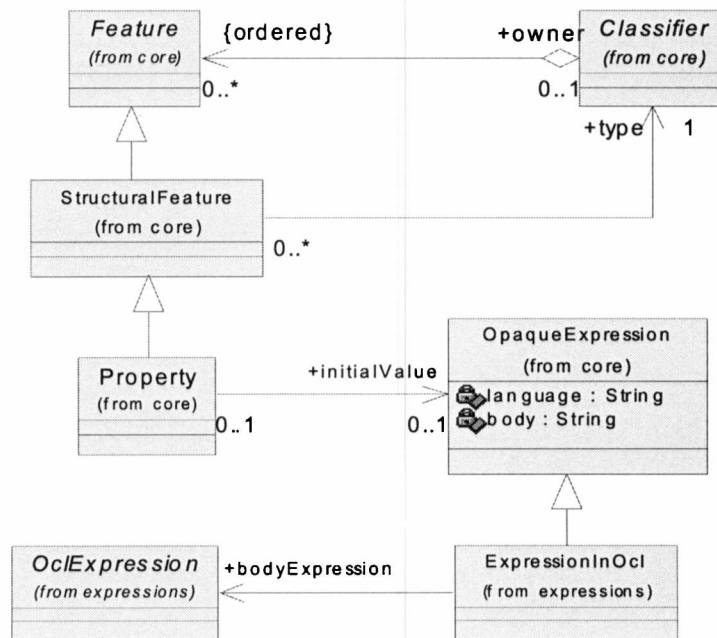 Feature
(from core)
{ordered}
+owner
Classifier
(from core)
0..*
0..1
+type
1
StructuralFeature
(from core)
0..*
Property
(from core)
+initialValue
0..1
0..1
OpaqueExpression
(from core)
language : String
body : String
OclExpression
(from expressions)
+bodyExpression
ExpressionInOcl
(from expressions)